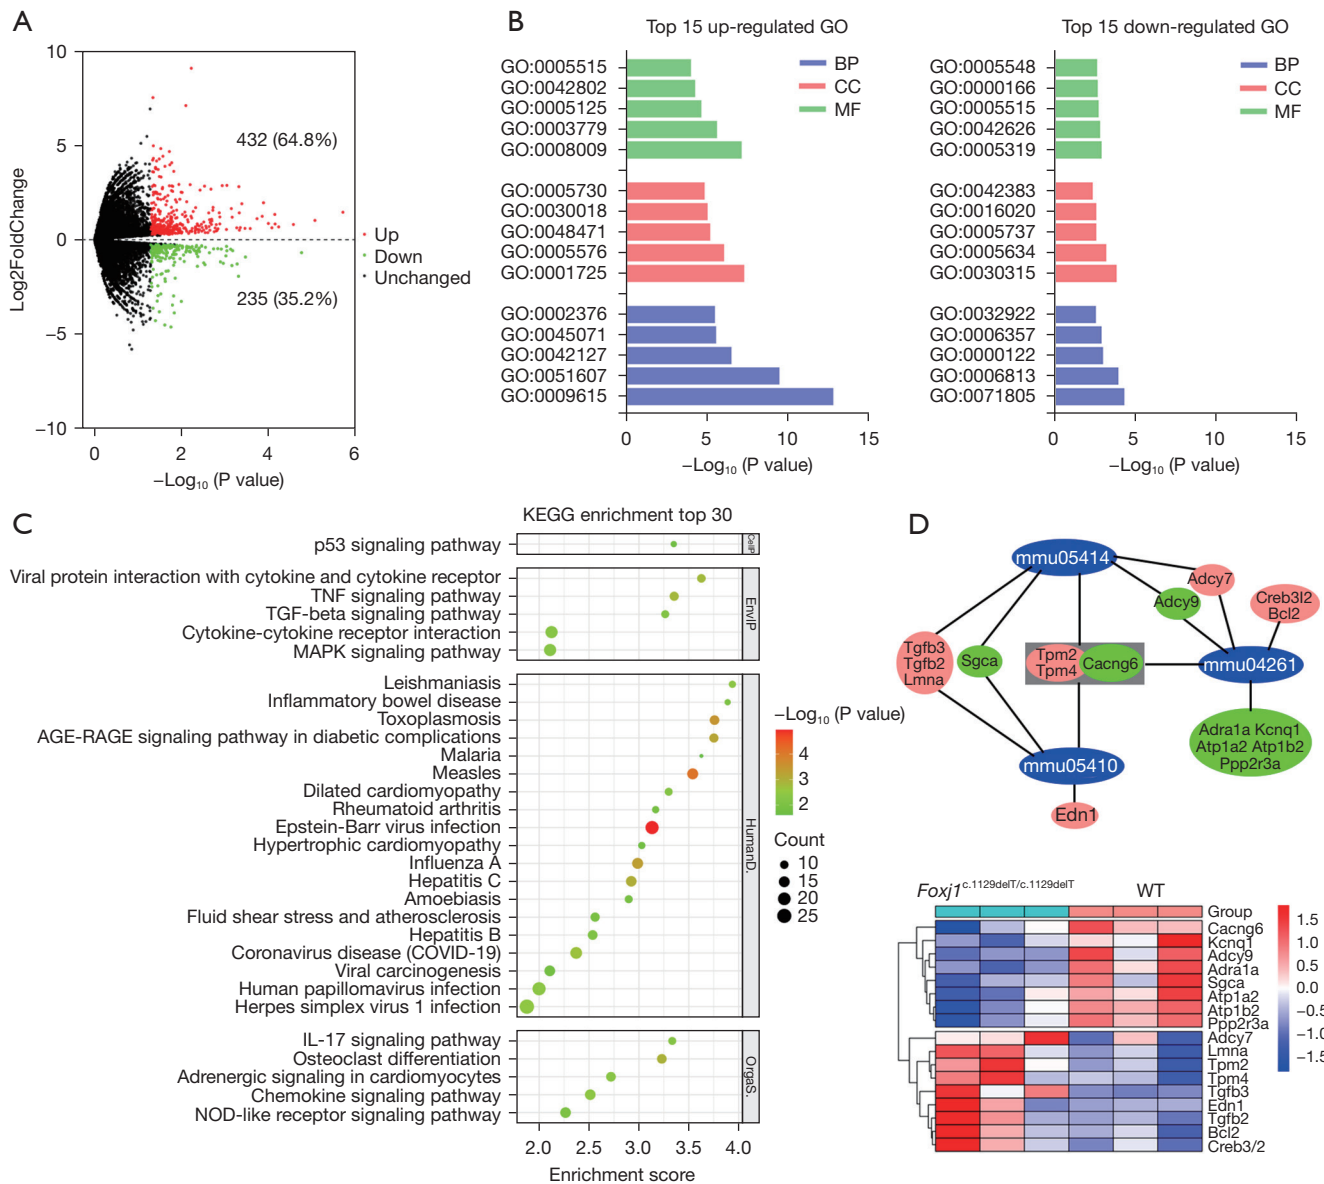 A
10
5
0
−5
−10
Log2FoldChange
432 (64.8%)
235 (35.2%)
Up
Down
Unchanged
0 2 4 6
−Log10 (P value)
B
Top 15 up-regulated GO
GO:0005515
GO:0042802
GO:0005125
GO:0003779
GO:0008009
GO:0005730
GO:0030018
GO:0048471
GO:0005576
GO:0001725
GO:0002376
GO:0045071
GO:0042127
GO:0051607
GO:0009615
BP
CC
MF
0 5 10 15
−Log10 (P value)
Top 15 down-regulated GO
GO:0005548
GO:0000166
GO:0005515
GO:0042626
GO:0005319
GO:0042383
GO:0016020
GO:0005737
GO:0005634
GO:0030315
GO:0032922
GO:0006357
GO:0000122
GO:0006813
GO:0071805
BP
CC
MF
0 5 10 15
−Log10 (P value)
C
KEGG enrichment top 30
p53 signaling pathway
CellP
Viral protein interaction with cytokine and cytokine receptor
TNF signaling pathway
TGF-beta signaling pathway
Cytokine-cytokine receptor interaction
MAPK signaling pathway
EnvIP
Leishmaniasis
Inflammatory bowel disease
Toxoplasmosis
AGE-RAGE signaling pathway in diabetic complications
Malaria
Measles
Dilated cardiomyopathy
Rheumatoid arthritis
Epstein-Barr virus infection
Hypertrophic cardiomyopathy
Influenza A
Hepatitis C
Amoebiasis
Fluid shear stress and atherosclerosis
Hepatitis B
Coronavirus disease (COVID-19)
Viral carcinogenesis
Human papillomavirus infection
Herpes simplex virus 1 infection
HumanD.
IL-17 signaling pathway
Osteoclast differentiation
Adrenergic signaling in cardiomyocytes
Chemokine signaling pathway
NOD-like receptor signaling pathway
OrgaS.
2.0 2.5 3.0 3.5 4.0
Enrichment score
−Log10 (P value)
4
3
2
Count
10
15
20
25
D
mmu05414
Adcy7
Adcy9
Creb3l2
Bcl2
Tgfb3
Tgfb2
Lmna
Sgca
Tpm2
Tpm4
Cacng6
mmu04261
Adra1a Kcnq1
Atp1a2 Atp1b2
Ppp2r3a
mmu05410
Edn1
Foxj1c.1129delT/c.1129delT WT
Group
Cacng6
Kcnq1
Adcy9
Adra1a
Sgca
Atp1a2
Atp1b2
Ppp2r3a
Adcy7
Lmna
Tpm2
Tpm4
Tgfb3
Edn1
Tgfb2
Bcl2
Creb3/2
1.5
1.0
0.5
0.0
−0.5
−1.0
−1.5